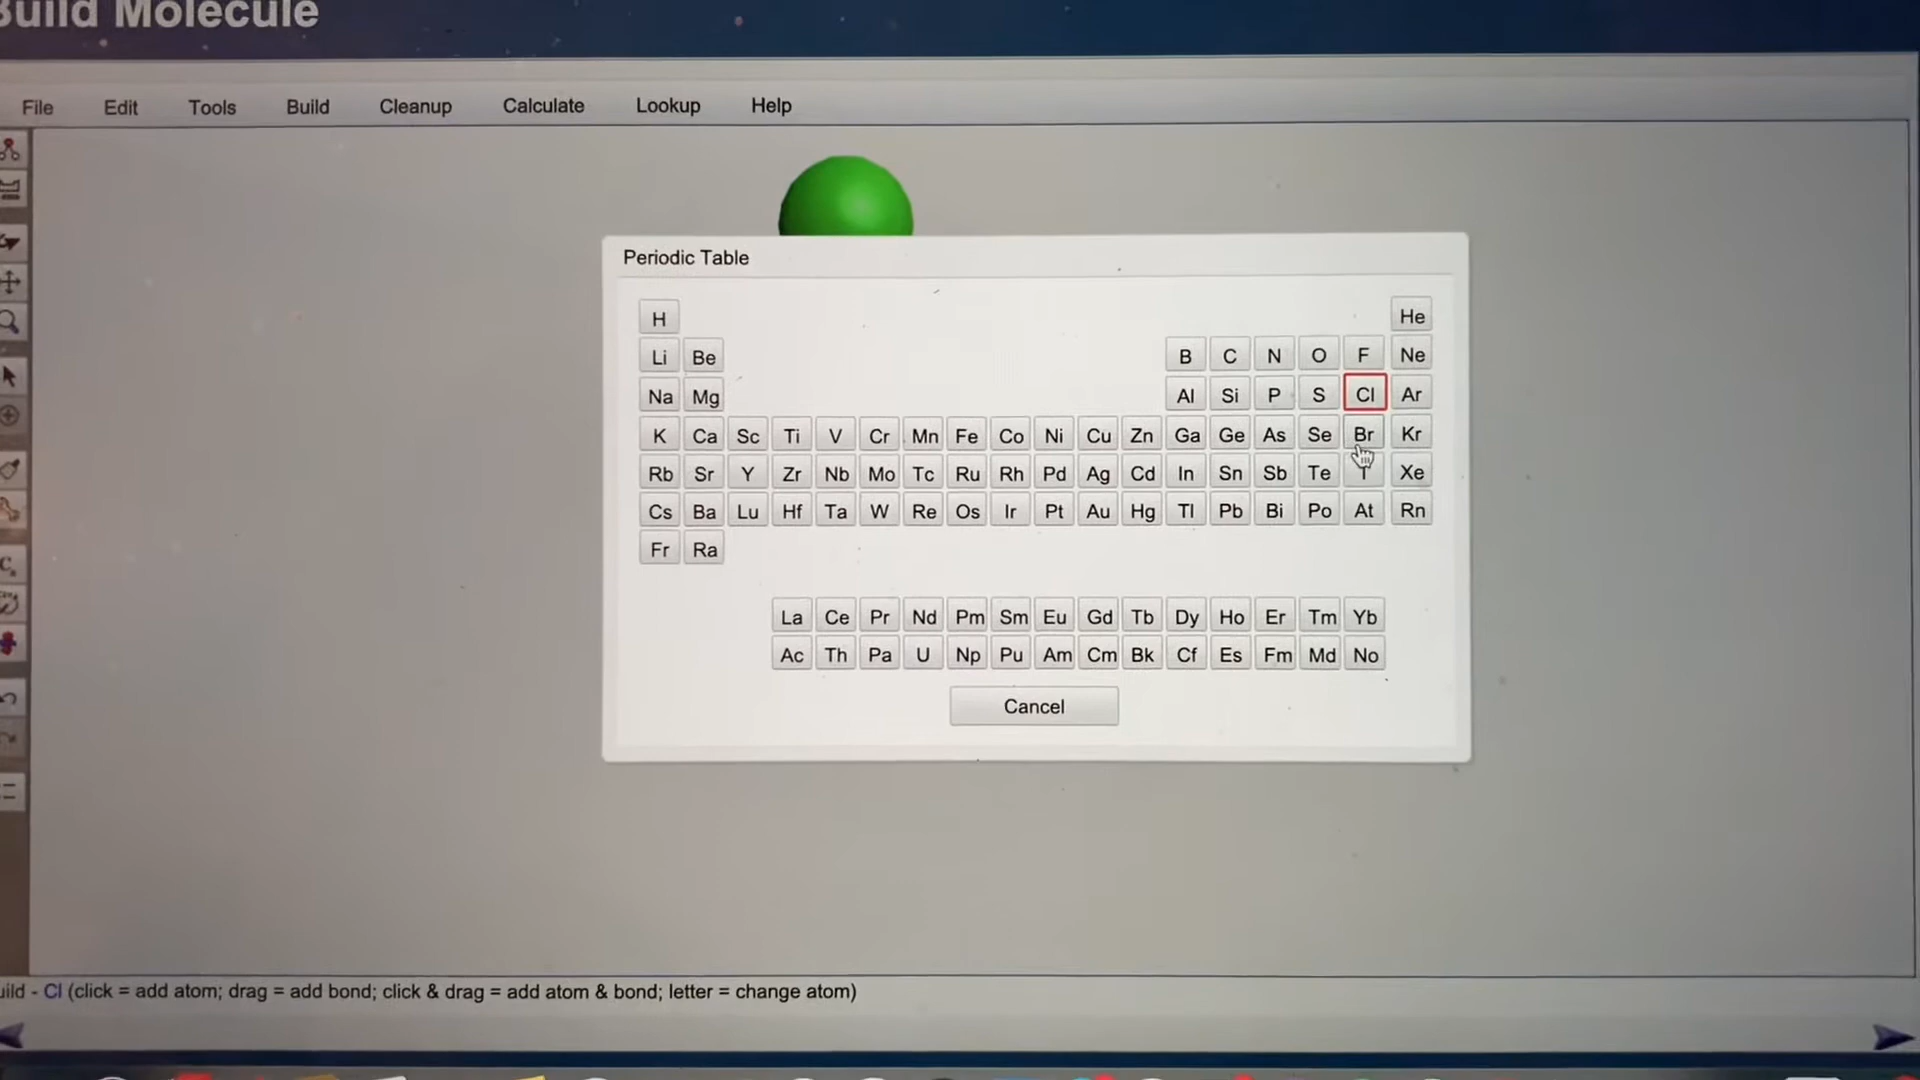 Build Molecule
File Edit Tools Build Cleanup Calculate Lookup Help
Periodic Table
H He
Li Be B C N O F Ne
Na Mg Al Si P S Cl Ar
K Ca Sc Ti V Cr Mn Fe Co Ni Cu Zn Ga Ge As Se Br Kr
Rb Sr Y Zr Nb Mo Tc Ru Rh Pd Ag Cd In Sn Sb Te I Xe
Cs Ba Lu Hf Ta W Re Os Ir Pt Au Hg Tl Pb Bi Po At Rn
Fr Ra
La Ce Pr Nd Pm Sm Eu Gd Tb Dy Ho Er Tm Yb
Ac Th Pa U Np Pu Am Cm Bk Cf Es Fm Md No
Cancel
uild - Cl (click = add atom; drag = add bond; click & drag = add atom & bond; letter = change atom)